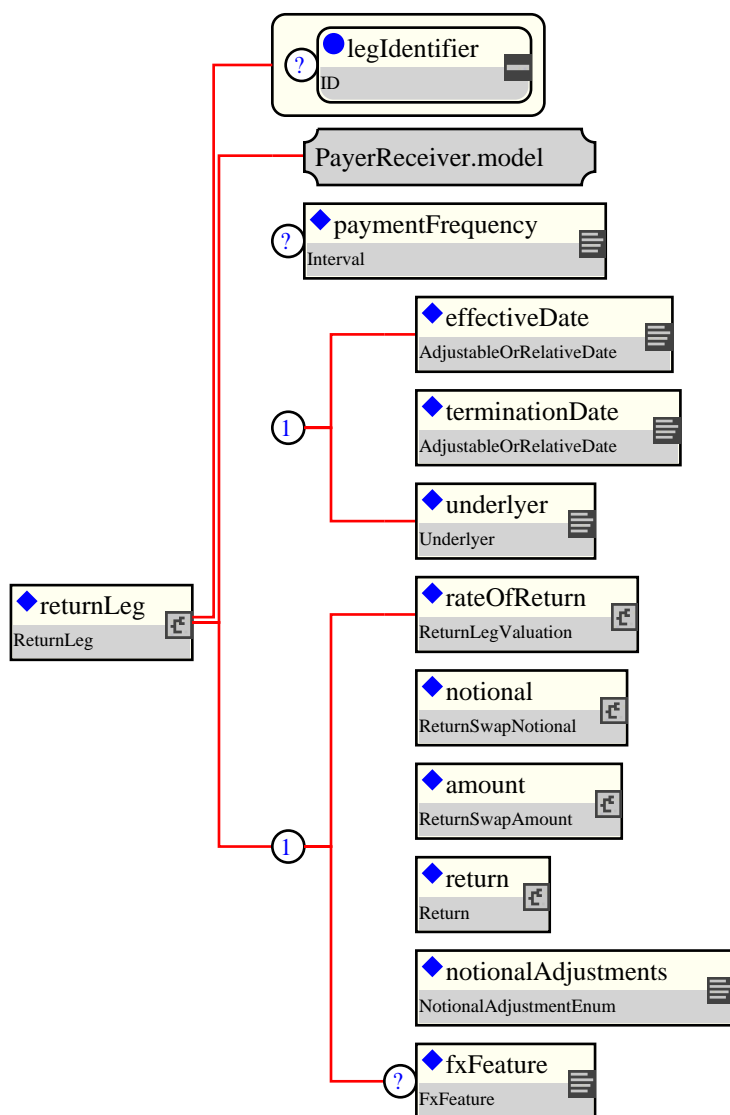 legIdentifier
?
ID
PayerReceiver.model
paymentFrequency
?
Interval
effectiveDate
AdjustableOrRelativeDate
terminationDate
1
AdjustableOrRelativeDate
underlyer
Underlyer
returnLeg
ReturnLeg
rateOfReturn
ReturnLegValuation
notional
ReturnSwapNotional
amount
1
ReturnSwapAmount
return
Return
notionalAdjustments
NotionalAdjustmentEnum
fxFeature
?
FxFeature